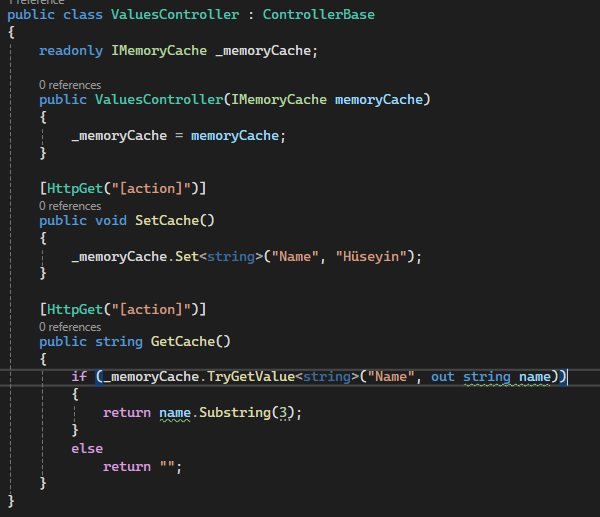 1 reference
public class ValuesController : ControllerBase
{
readonly IMemoryCache _memoryCache;
0 references
public ValuesController(IMemoryCache memoryCache)
{
_memoryCache = memoryCache;
}
[HttpGet("[action]")]
0 references
public void SetCache()
{
_memoryCache.Set<string>("Name", "Hüseyin");
}
[HttpGet("[action]")]
0 references
public string GetCache()
{
if (_memoryCache.TryGetValue<string>("Name", out string name))
{
return name.Substring(3);
}
else
return "";
}
}